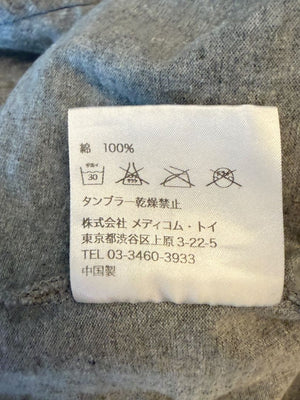 綿 100%
30
タンブラー乾燥禁止
株式会社 メディコム・トイ
東京都渋谷区上原 3-22-5
TEL 03-3460-3933
中国製